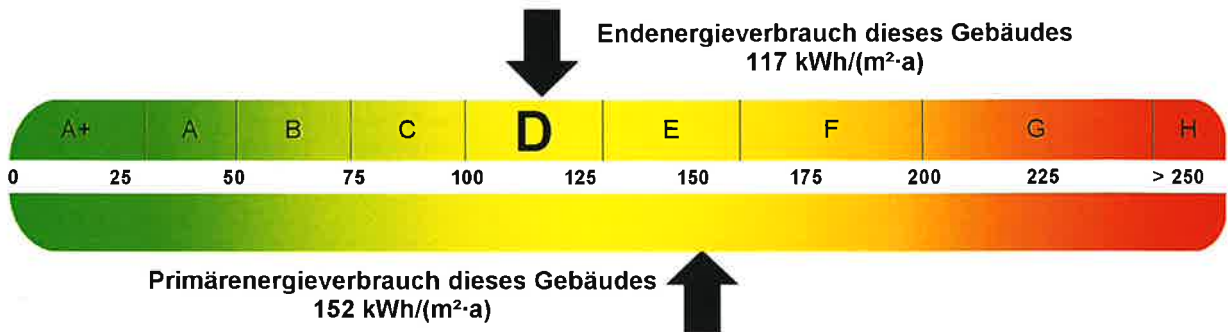 Endenergieverbrauch dieses Gebäudes
117 kWh/(m²·a)
A+ A B C D E F G H
0 25 50 75 100 125 150 175 200 225 > 250
Primärenergieverbrauch dieses Gebäudes
152 kWh/(m²·a)